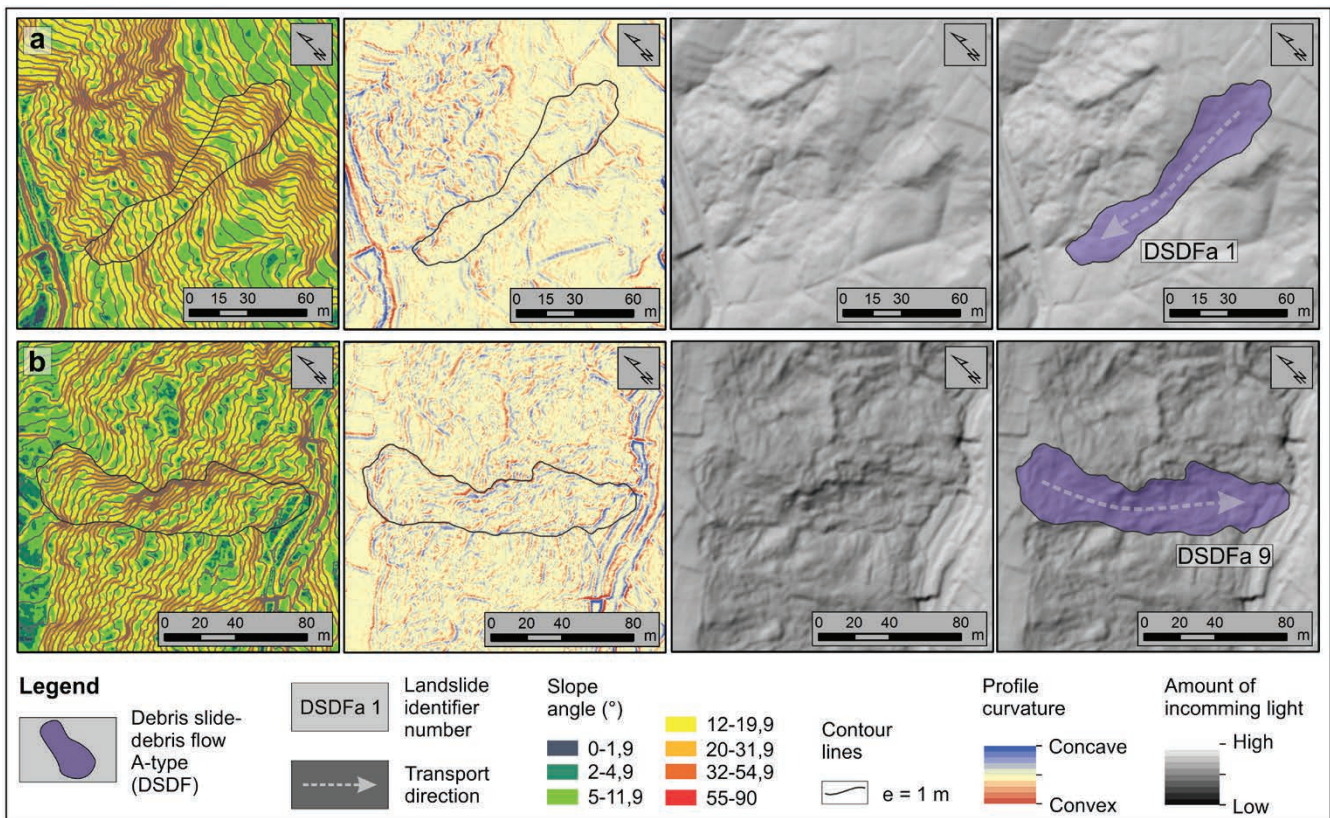 a
N
N
N
N
DSDFa 1
0 15 30 60
m
0 15 30 60
m
0 15 30 60
m
0 15 30 60
m
b
N
N
N
N
DSDFa 9
0 20 40 80
m
0 20 40 80
m
0 20 40 80
m
0 20 40 80
m
Legend
Debris slide-
debris flow
A-type
(DSDF)
DSDFa 1
Landslide
identifier
number
Transport
direction
Slope
angle (°)
0-1,9
2-4,9
5-11,9
12-19,9
20-31,9
32-54,9
55-90
Contour
lines
e = 1 m
Profile
curvature
Concave
Convex
Amount of
incomming light
High
Low